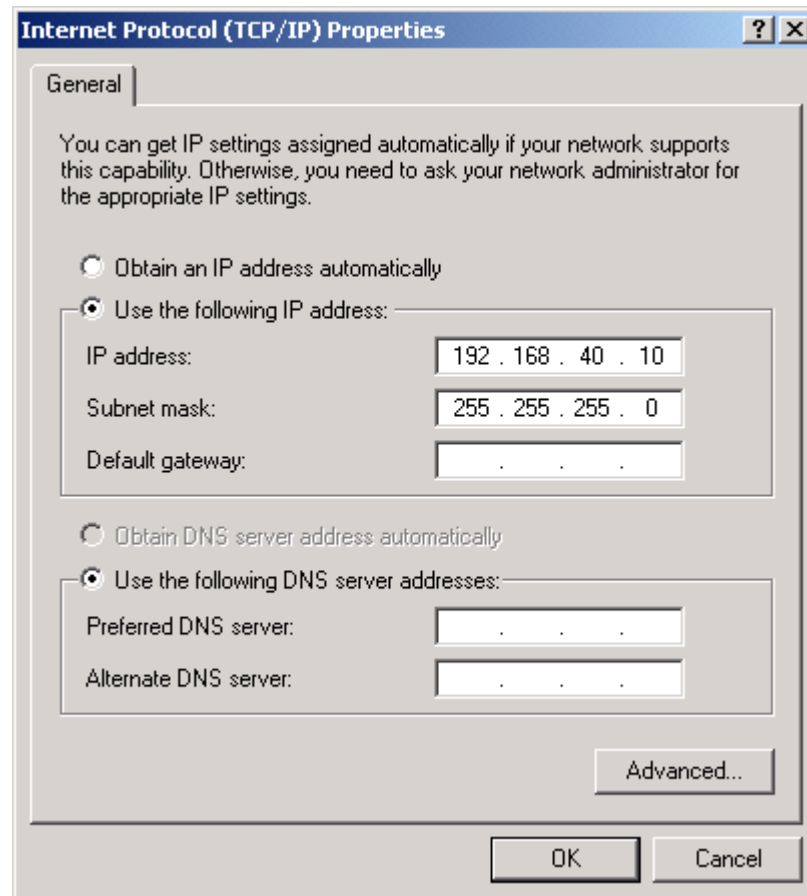 Internet Protocol (TCP/IP) Properties
General
You can get IP settings assigned automatically if your network supports
this capability. Otherwise, you need to ask your network administrator for
the appropriate IP settings.
Obtain an IP address automatically
Use the following IP address:
IP address: 192 . 168 . 40 . 10
Subnet mask: 255 . 255 . 255 . 0
Default gateway: . . .
Obtain DNS server address automatically
Use the following DNS server addresses:
Preferred DNS server: . . .
Alternate DNS server: . . .
Advanced...
OK Cancel